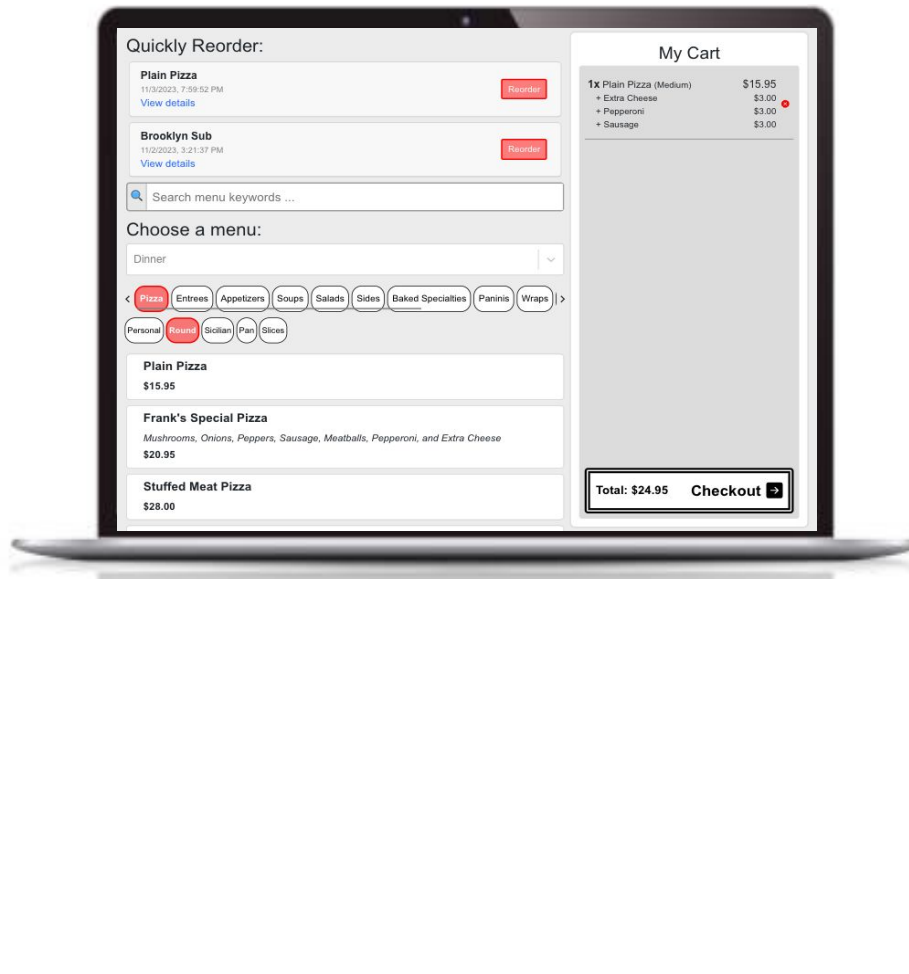 Quickly Reorder:
Plain Pizza
11/3/2023, 7:59:52 PM
View details
Reorder
Brooklyn Sub
11/2/2023, 3:21:37 PM
View details
Reorder
Search menu keywords ...
Choose a menu:
Dinner
Pizza Entrees Appetizers Soups Salads Sides Baked Specialties Paninis Wraps
Personal Round Sicilian Pan Slices
Plain Pizza
$15.95
Frank's Special Pizza
Mushrooms, Onions, Peppers, Sausage, Meatballs, Pepperoni, and Extra Cheese
$20.95
Stuffed Meat Pizza
$28.00
My Cart
1x Plain Pizza (Medium) $15.95
+ Extra Cheese $3.00
+ Pepperoni $3.00
+ Sausage $3.00
Total: $24.95 Checkout